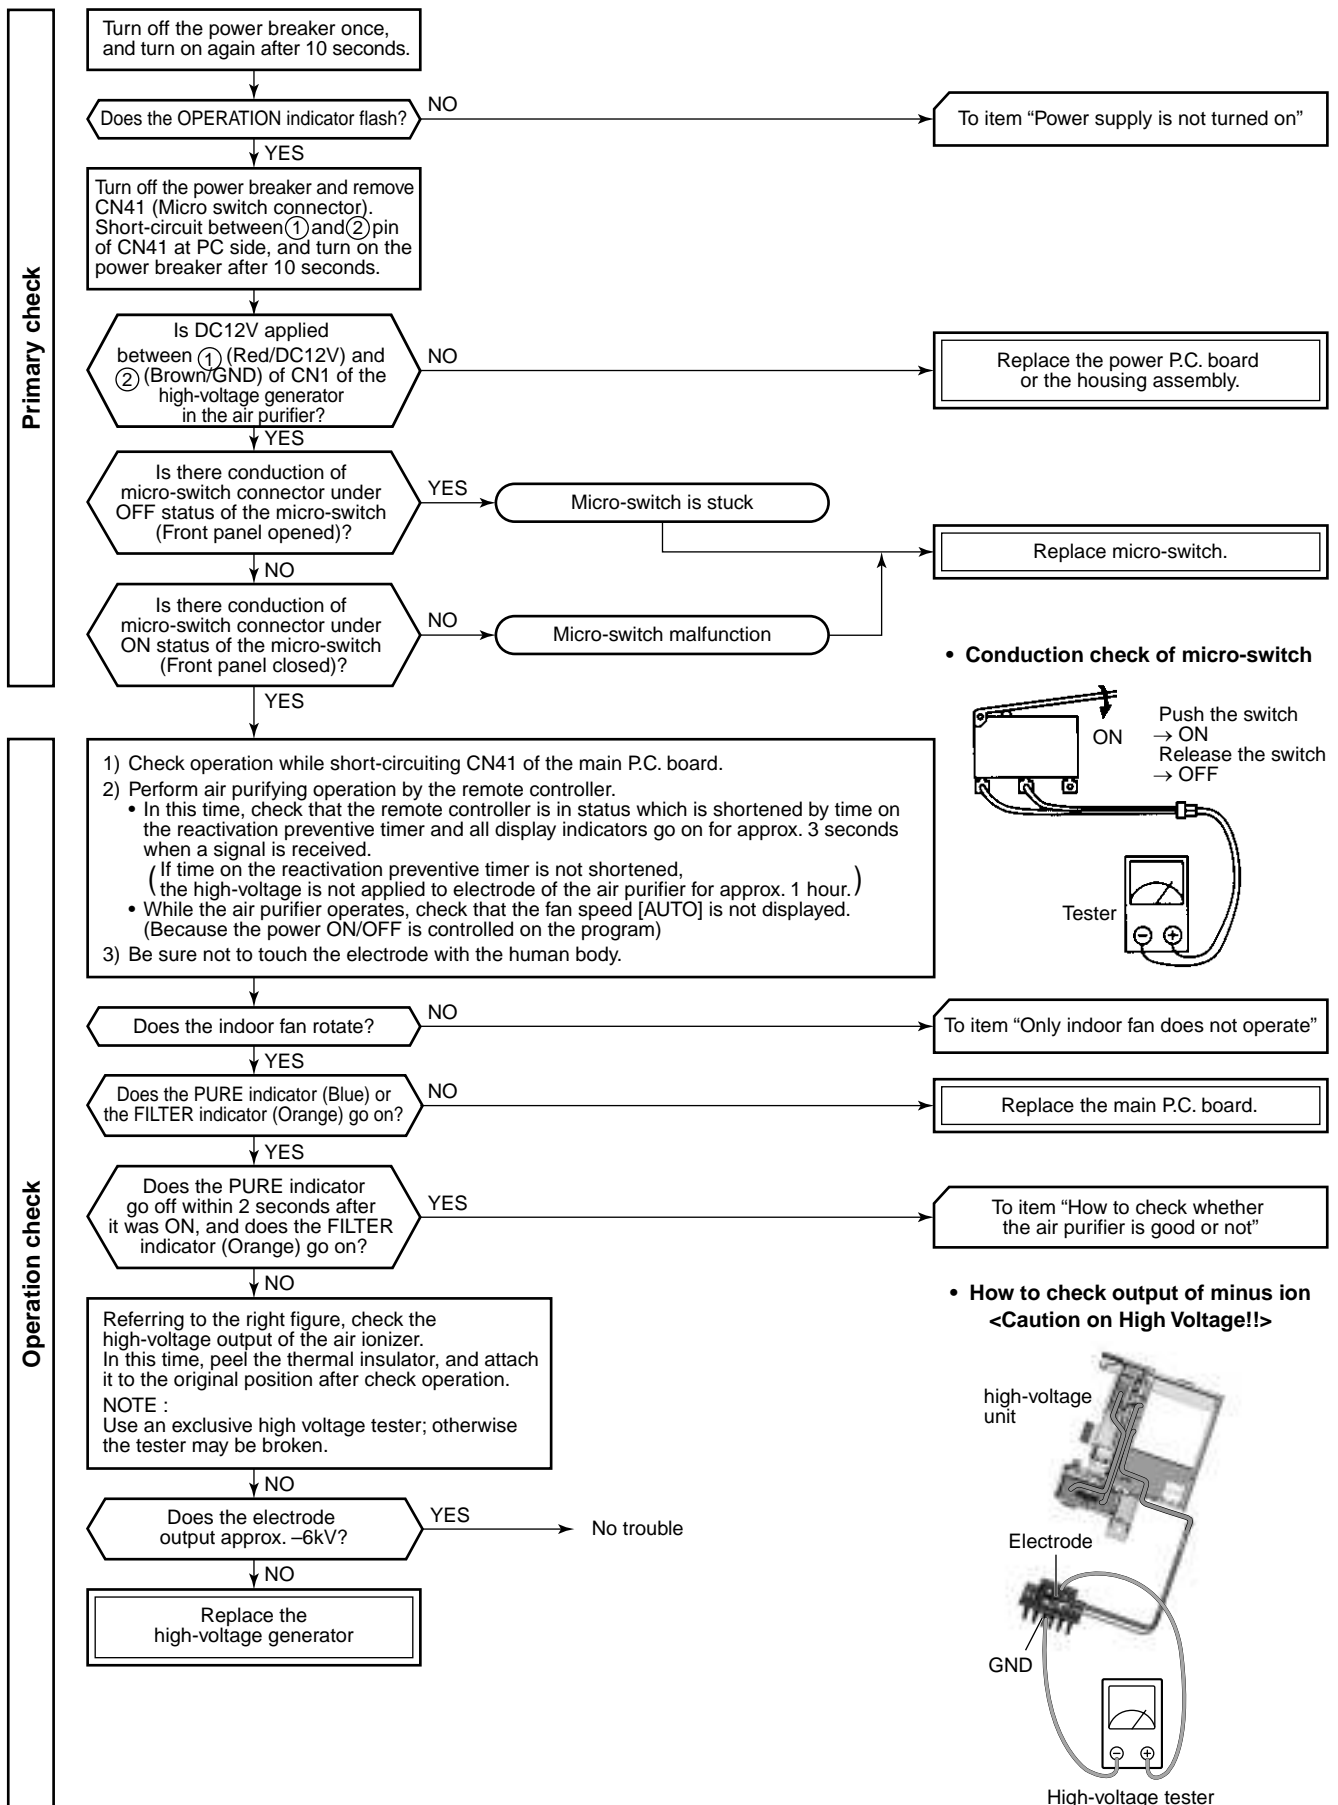 Primary check
Turn off the power breaker once,
and turn on again after 10 seconds.
Does the OPERATION indicator flash?
NO
To item “Power supply is not turned on”
YES
Turn off the power breaker and remove
CN41 (Micro switch connector).
Short-circuit between ① and ② pin
of CN41 at PC side, and turn on the
power breaker after 10 seconds.
Is DC12V applied
between ① (Red/DC12V) and
② (Brown/GND) of CN1 of the
high-voltage generator
in the air purifier?
NO
Replace the power P.C. board
or the housing assembly.
YES
Is there conduction of
micro-switch connector under
OFF status of the micro-switch
(Front panel opened)?
YES
Micro-switch is stuck
Replace micro-switch.
NO
Is there conduction of
micro-switch connector under
ON status of the micro-switch
(Front panel closed)?
NO
Micro-switch malfunction
YES
• Conduction check of micro-switch
ON
Push the switch
→ ON
Release the switch
→ OFF
Tester
Operation check
1) Check operation while short-circuiting CN41 of the main P.C. board.
2) Perform air purifying operation by the remote controller.
• In this time, check that the remote controller is in status which is shortened by time on
the reactivation preventive timer and all display indicators go on for approx. 3 seconds
when a signal is received.
(If time on the reactivation preventive timer is not shortened,
the high-voltage is not applied to electrode of the air purifier for approx. 1 hour.)
• While the air purifier operates, check that the fan speed [AUTO] is not displayed.
(Because the power ON/OFF is controlled on the program)
3) Be sure not to touch the electrode with the human body.
Does the indoor fan rotate?
NO
To item “Only indoor fan does not operate”
YES
Does the PURE indicator (Blue) or
the FILTER indicator (Orange) go on?
NO
Replace the main P.C. board.
YES
Does the PURE indicator
go off within 2 seconds after
it was ON, and does the FILTER
indicator (Orange) go on?
YES
To item “How to check whether
the air purifier is good or not”
NO
Referring to the right figure, check the
high-voltage output of the air ionizer.
In this time, peel the thermal insulator, and attach
it to the original position after check operation.
NOTE :
Use an exclusive high voltage tester; otherwise
the tester may be broken.
NO
Does the electrode
output approx. –6kV?
YES
No trouble
NO
Replace the
high-voltage generator
• How to check output of minus ion
<Caution on High Voltage!!>
high-voltage
unit
Electrode
GND
High-voltage tester